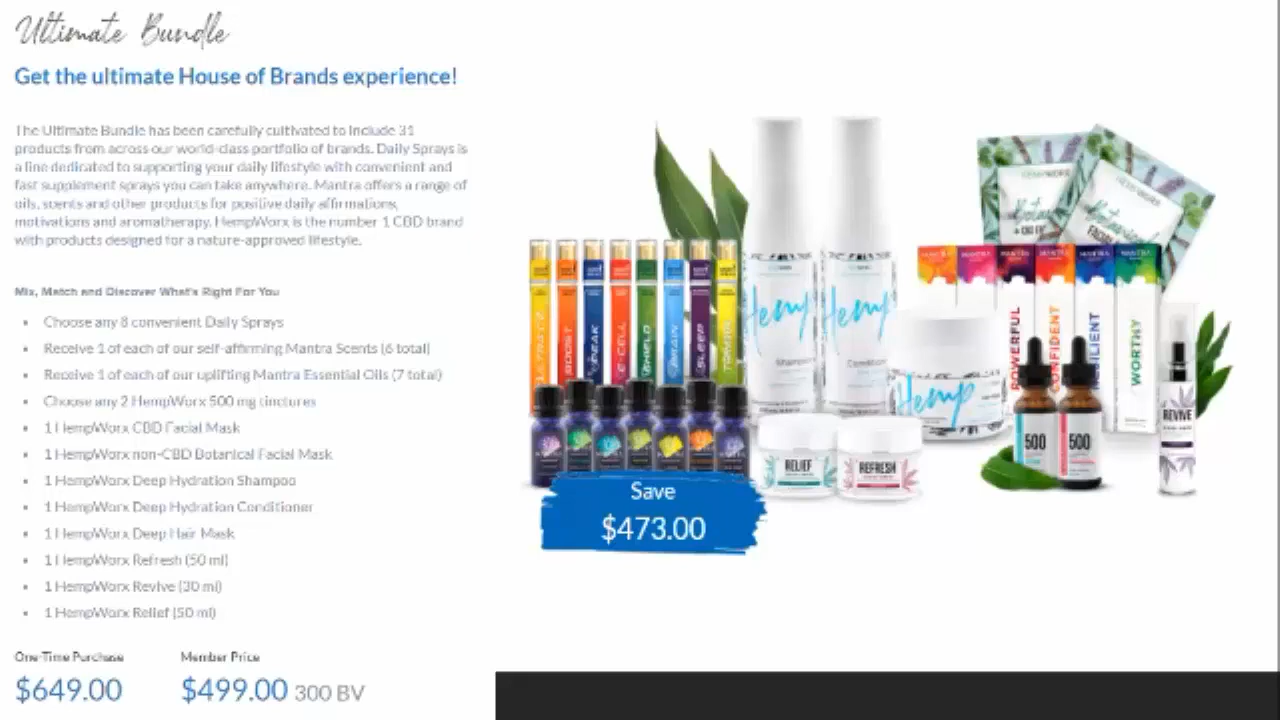 Ultimate Bundle
Get the ultimate House of Brands experience!
The Ultimate Bundle has been carefully cultivated to include 31
products from across our world-class portfolio of brands. Daily Sprays is
a line dedicated to supporting your daily lifestyle with convenient and
fast supplement sprays you can take anywhere. Mantra offers a range of
oils, scents and other products for positive daily affirmations,
motivations and aromatherapy. HempWorx is the number 1 CBD brand
with products designed for a nature-approved lifestyle.
Mix, Match and Discover What's Right For You
• Choose any 8 convenient Daily Sprays
• Receive 1 of each of our self-affirming Mantra Scents (6 total)
• Receive 1 of each of our uplifting Mantra Essential Oils (7 total)
• Choose any 2 HempWorx 500 mg tinctures
• 1 HempWorx CBD Facial Mask
• 1 HempWorx non-CBD Botanical Facial Mask
• 1 HempWorx Deep Hydration Shampoo
• 1 HempWorx Deep Hydration Conditioner
• 1 HempWorx Deep Hair Mask
• 1 HempWorx Refresh (50 ml)
• 1 HempWorx Revive (30 ml)
• 1 HempWorx Relief (50 ml)
One-Time Purchase Member Price
$649.00 $499.00 300 BV
BOOST
PEAK
SHIELD
BRAIN
SLEEP
Hemp
Shampoo
Hemp
Conditioner
Hemp
MANTRA MANTRA MANTRA MANTRA MANTRA MANTRA
POWERFUL
CONFIDENT
RESILIENT
WORTHY
RELIEF
REFRESH
500
500
REVIVE
Save
$473.00